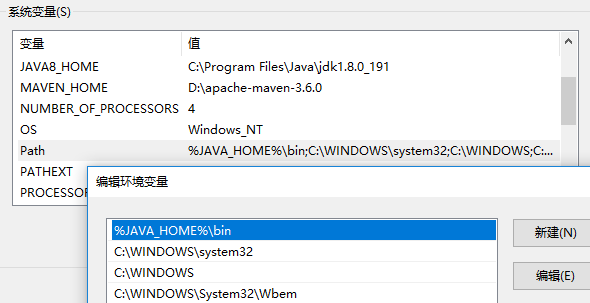 系统变量(S)
变量 值
JAVA8_HOME C:\Program Files\Java\jdk1.8.0_191
MAVEN_HOME D:\apache-maven-3.6.0
NUMBER_OF_PROCESSORS 4
OS Windows_NT
Path %JAVA_HOME%\bin;C:\WINDOWS\system32;C:\WINDOWS;C:...
PATHEXT
PROCESSOR
编辑环境变量
%JAVA_HOME%\bin
新建(N)
C:\WINDOWS\system32
C:\WINDOWS
编辑(E)
C:\WINDOWS\System32\Wbem